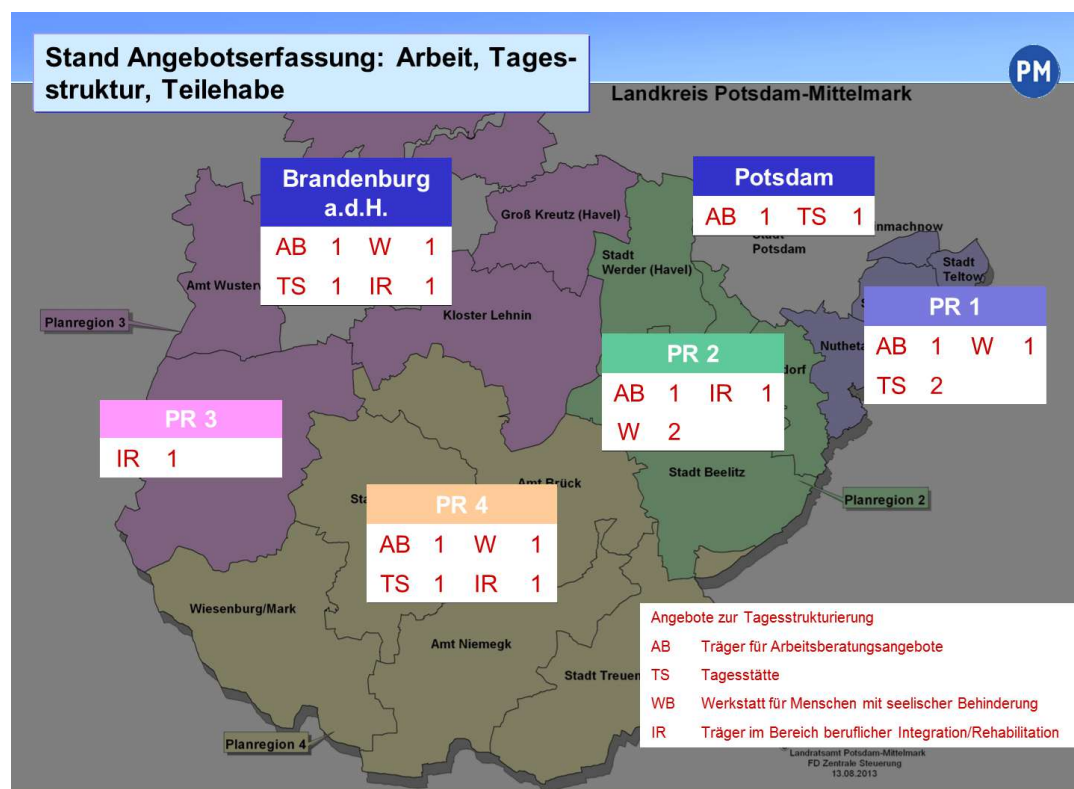 Stand Angebotserfassung: Arbeit, Tages-
struktur, Teilehabe
PM
Landkreis Potsdam-Mittelmark
Brandenburg
a.d.H.
AB 1 W 1
TS 1 IR 1
Potsdam
AB 1 TS 1
Groß Kreutz (Havel)
Stadt
Werder (Havel)
Potsdam
Stadt
Teltow
Amt
Kloster Lehnin
Planregion 3
PR 1
AB 1 W 1
TS 2
PR 2
AB 1 IR 1
W 2
PR 3
IR 1
Stadt Beelitz
Amt Brück
Planregion 2
PR 4
AB 1 W 1
TS 1 IR 1
Wiesenburg/Mark
Amt Niemegk
Stadt
Planregion 4
Angebote zur Tagesstrukturierung
AB Träger für Arbeitsberatungsangebote
TS Tagesstätte
WB Werkstatt für Menschen mit seelischer Behinderung
IR Träger im Bereich beruflicher Integration/Rehabilitation
Landratsamt Potsdam-Mittelmark
FD Zentrale Steuerung
13.08.2013